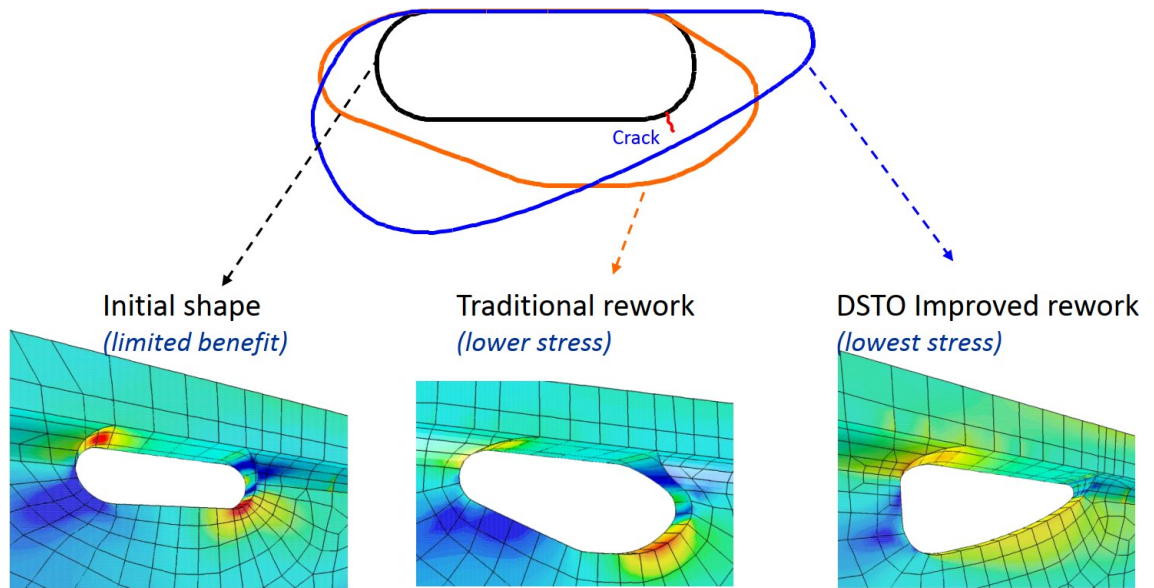 Crack
Initial shape
(limited benefit)
Traditional rework
(lower stress)
DSTO Improved rework
(lowest stress)